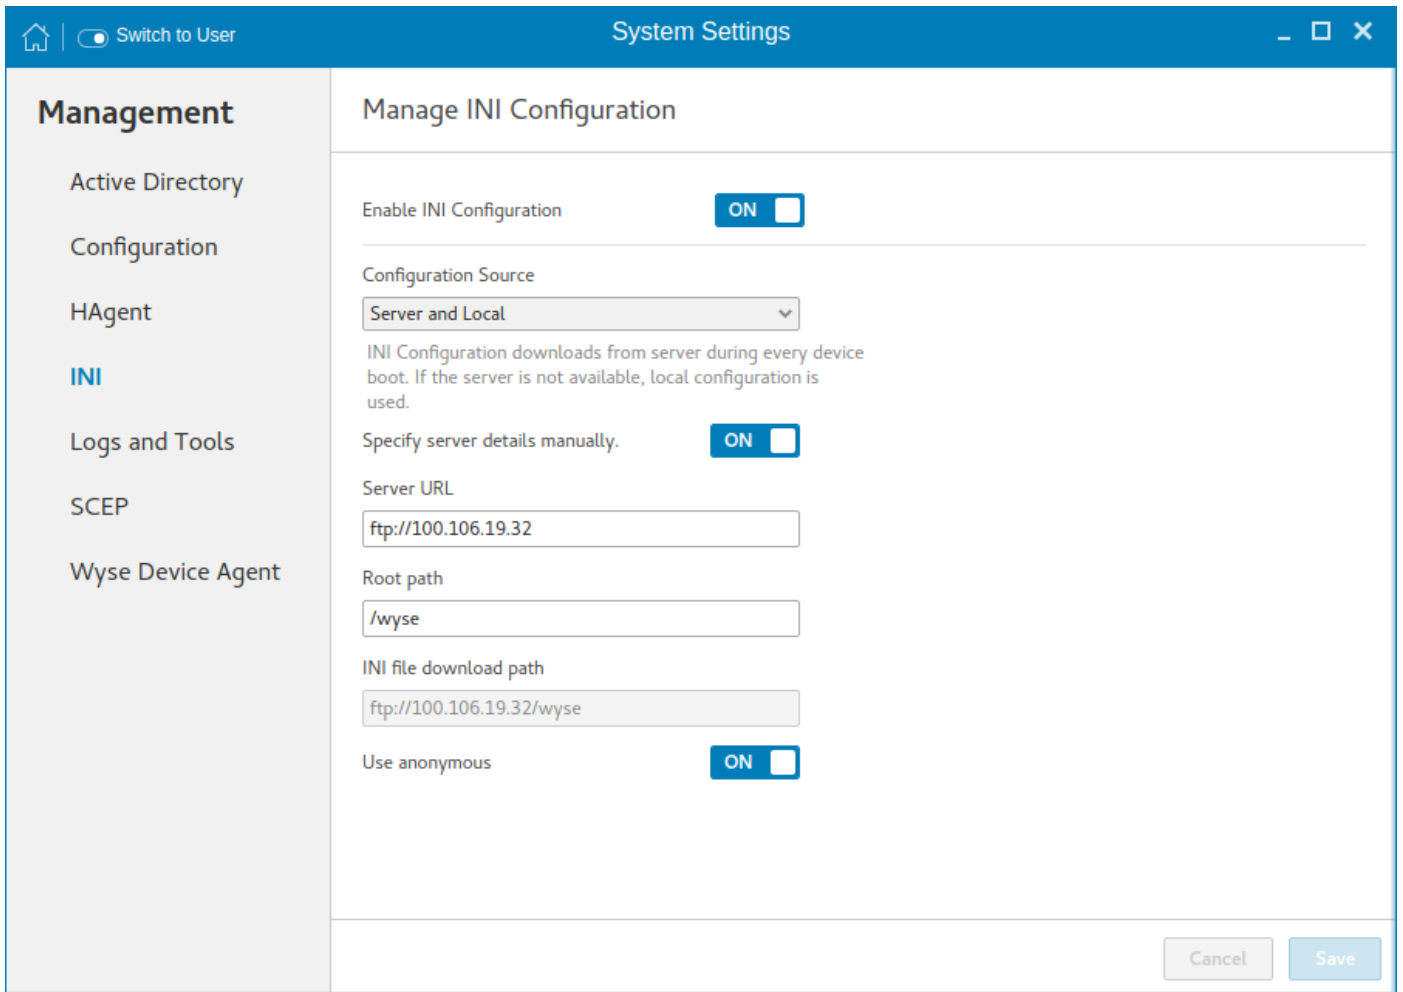 Switch to User
System Settings
Management
Active Directory
Configuration
HAgent
INI
Logs and Tools
SCEP
Wyse Device Agent
Manage INI Configuration
Enable INI Configuration
ON
Configuration Source
Server and Local
INI Configuration downloads from server during every device
boot. If the server is not available, local configuration is
used.
Specify server details manually.
ON
Server URL
ftp://100.106.19.32
Root path
/wyse
INI file download path
ftp://100.106.19.32/wyse
Use anonymous
ON
Cancel
Save